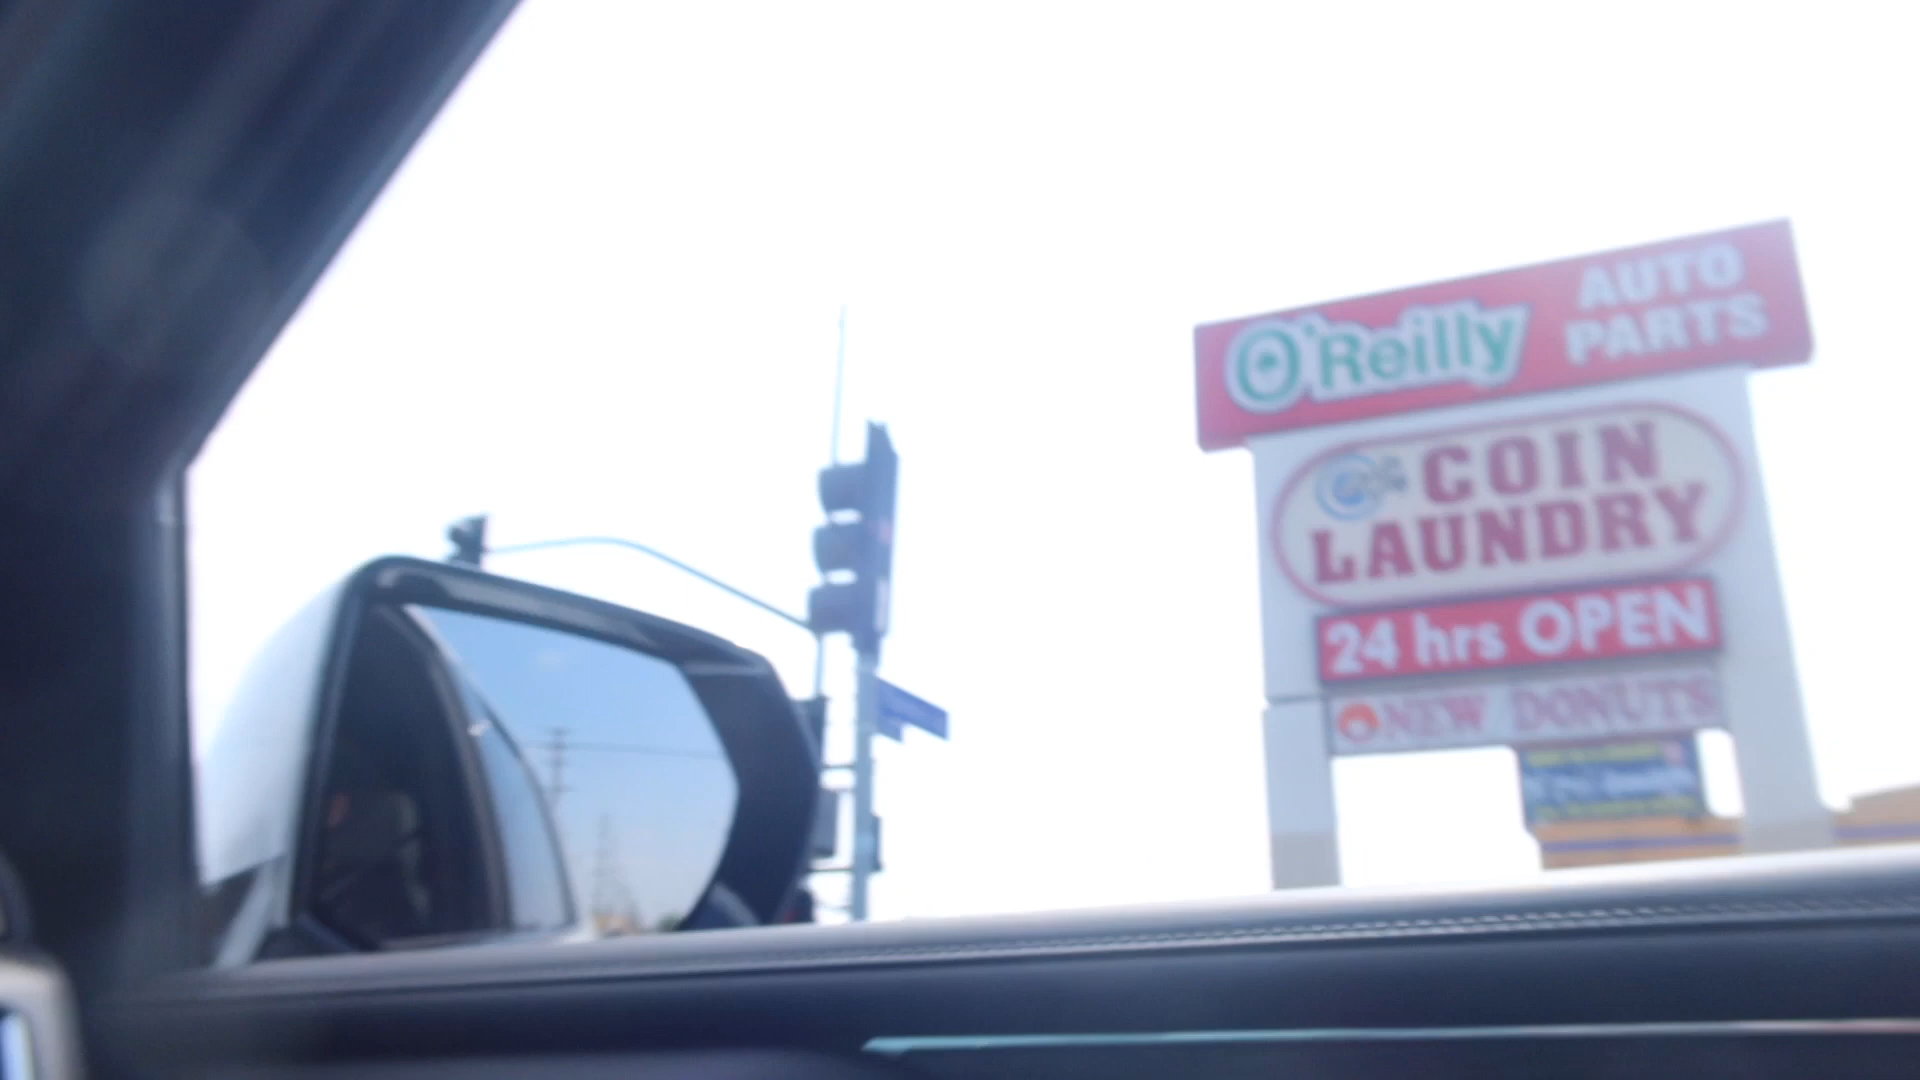 O'Reilly
AUTO
PARTS
COIN
LAUNDRY
24 hrs OPEN
NEW DONUTS